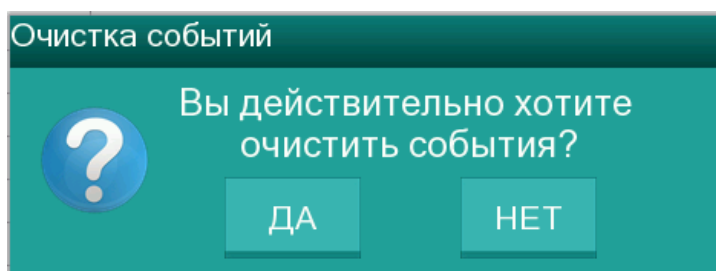 Очистка событий
Вы действительно хотите
очистить события?
ДА НЕТ